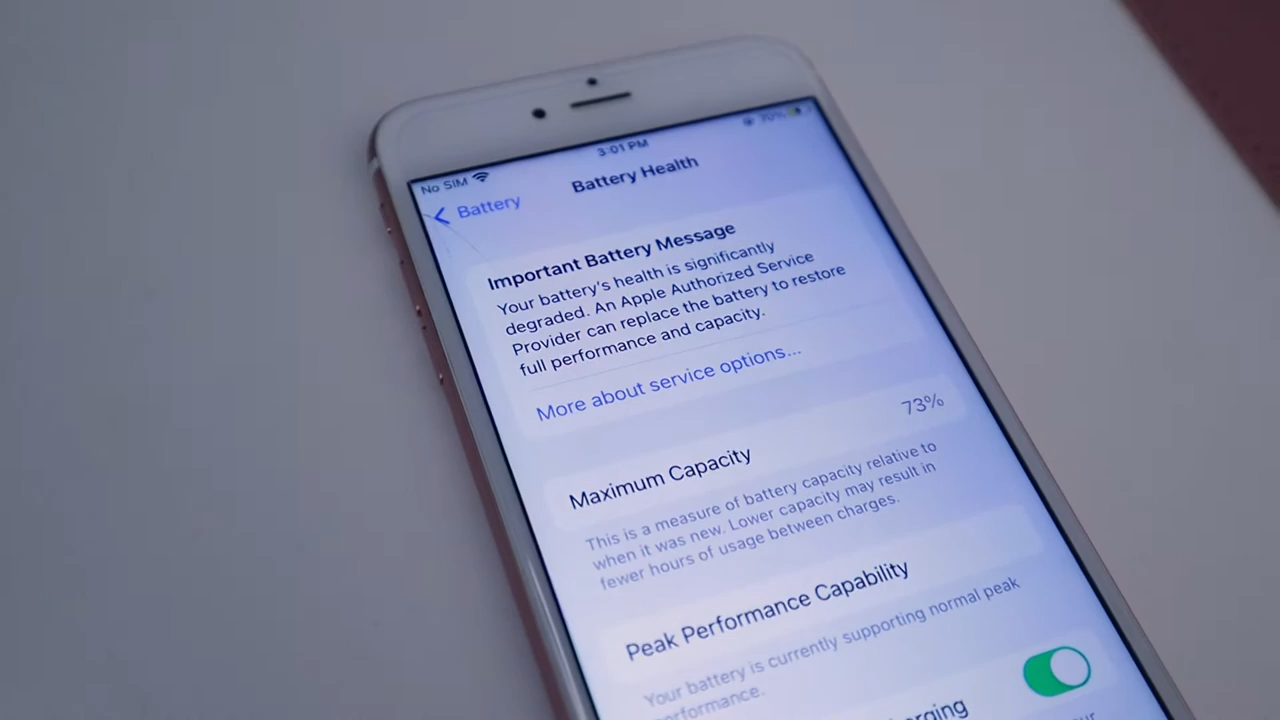 3:01 PM
No SIM
70%
Battery
Battery Health
Important Battery Message
Your battery's health is significantly
degraded. An Apple Authorized Service
Provider can replace the battery to restore
full performance and capacity.
More about service options...
Maximum Capacity
73%
This is a measure of battery capacity relative to
when it was new. Lower capacity may result in
fewer hours of usage between charges.
Peak Performance Capability
Your battery is currently supporting normal peak
performance.